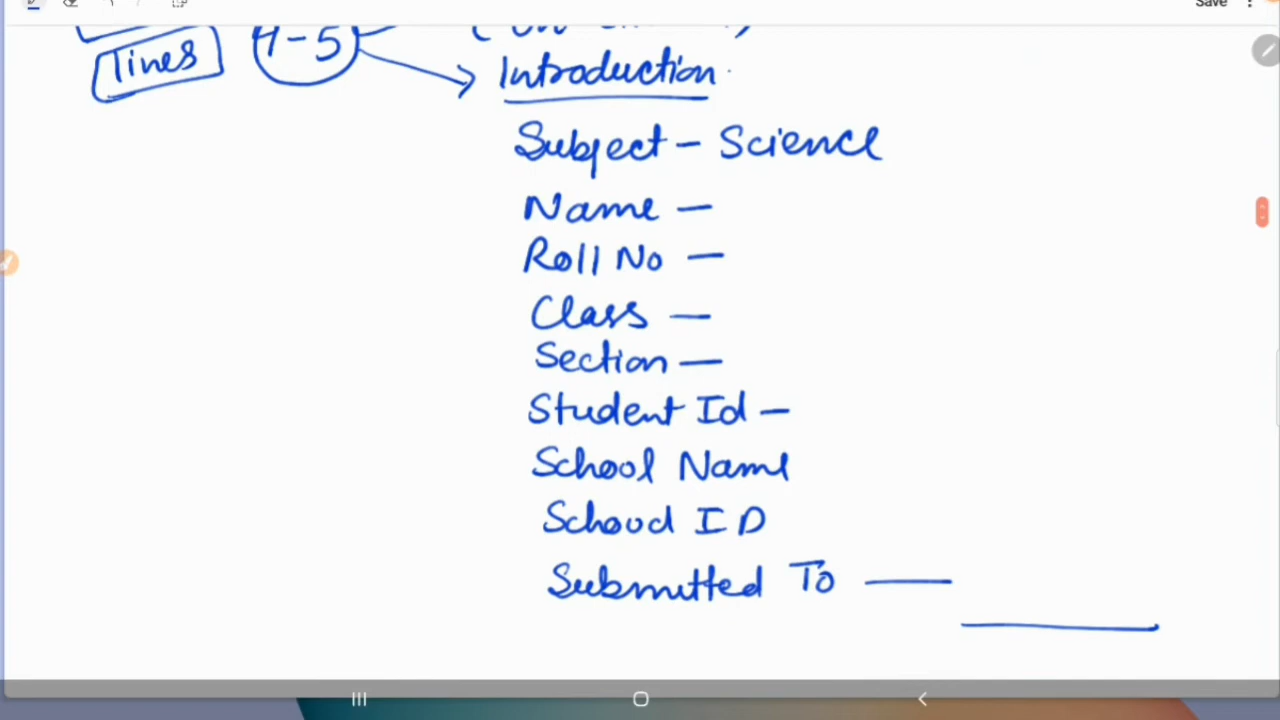 Save
lines 4-5
Introduction
Subject - Science
Name -
Roll No -
Class -
Section -
Student Id -
School Name
School ID
Submitted To —